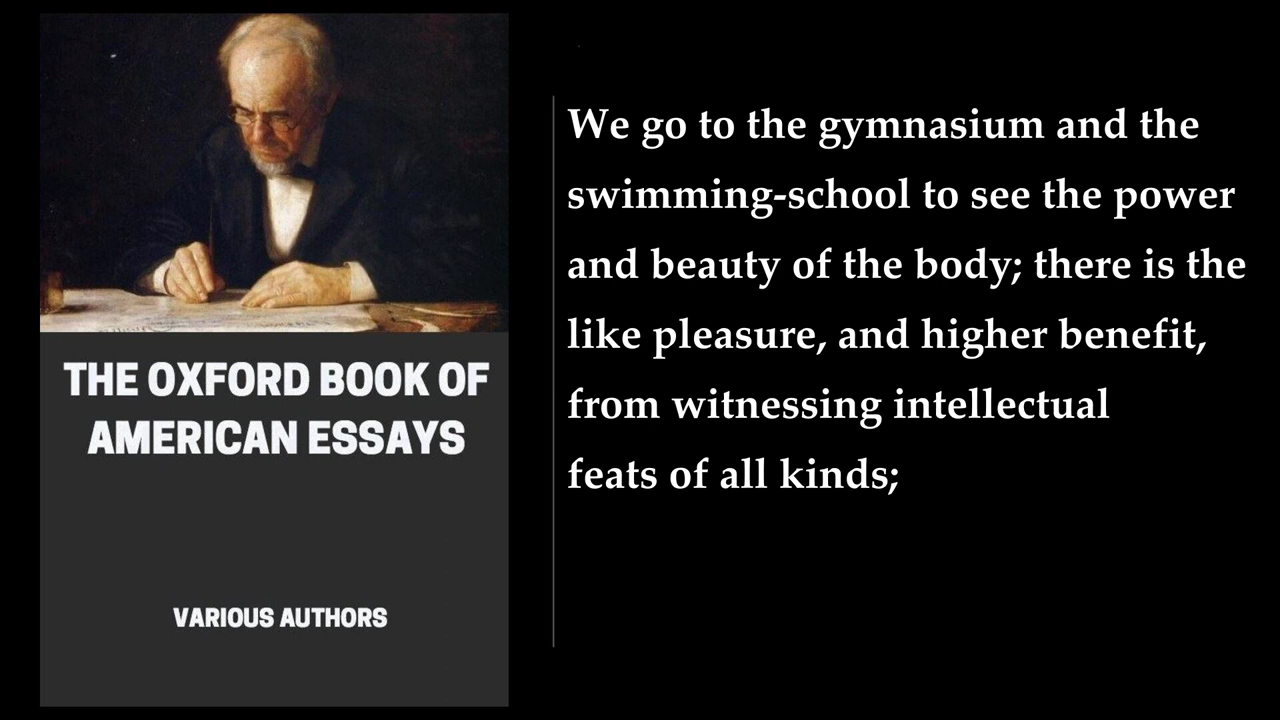 THE OXFORD BOOK OF
AMERICAN ESSAYS
VARIOUS AUTHORS
We go to the gymnasium and the
swimming-school to see the power
and beauty of the body; there is the
like pleasure, and higher benefit,
from witnessing intellectual
feats of all kinds;